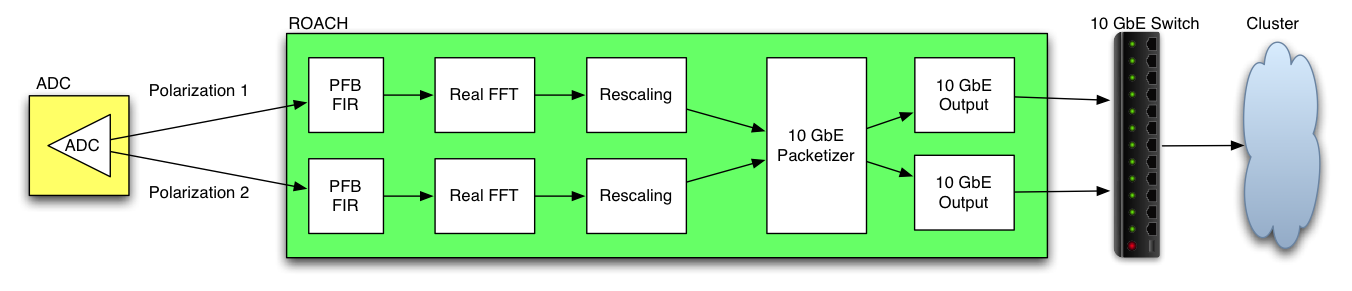 ROACH
10 GbE Switch
Cluster
ADC
Polarization 1
ADC
Polarization 2
PFB
FIR
Real FFT
Rescaling
PFB
FIR
Real FFT
Rescaling
10 GbE
Packetizer
10 GbE
Output
10 GbE
Output